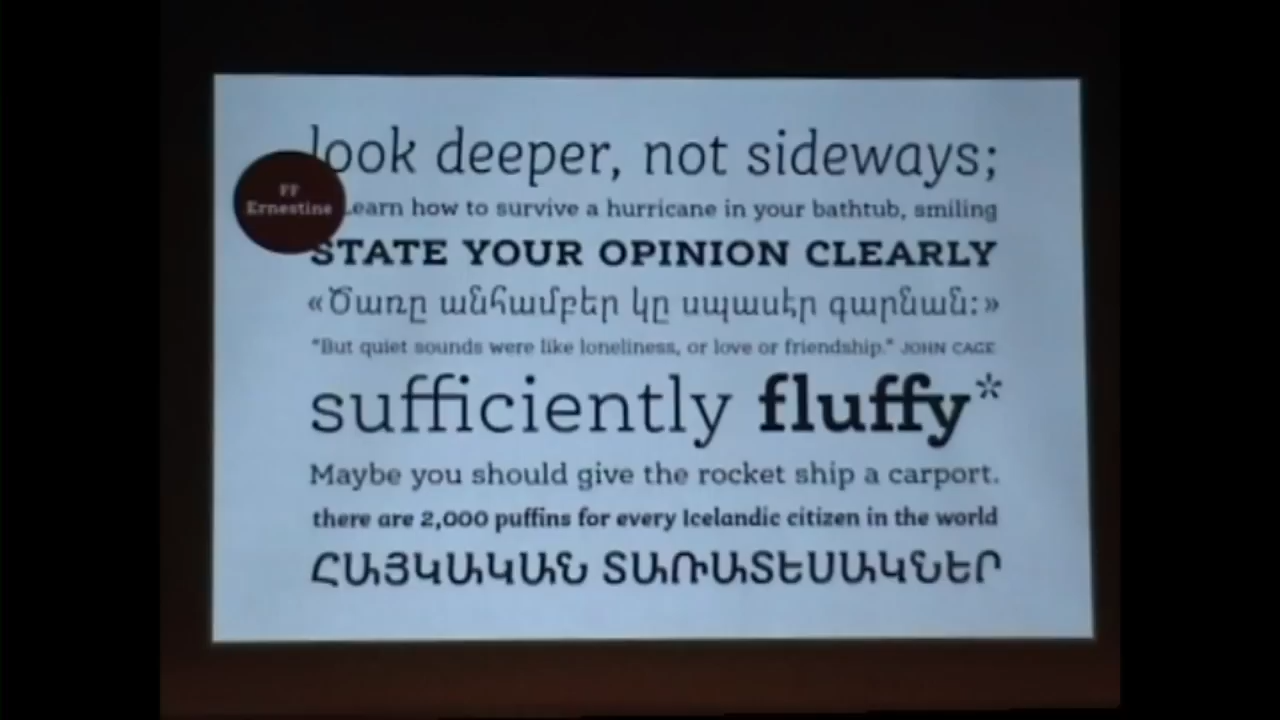 look deeper, not sideways;
FF
Ernestine
Learn how to survive a hurricane in your bathtub, smiling
STATE YOUR OPINION CLEARLY
«Ծառը անհամբեր կը սպասէր գարնան:»
"But quiet sounds were like loneliness, or love or friendship." JOHN CAGE
sufficiently fluffy*
Maybe you should give the rocket ship a carport.
there are 2,000 puffins for every Icelandic citizen in the world
ՀԱՅԿԱԿԱՆ ՏԱՌԱՏԵՍԱԿՆԵՐ